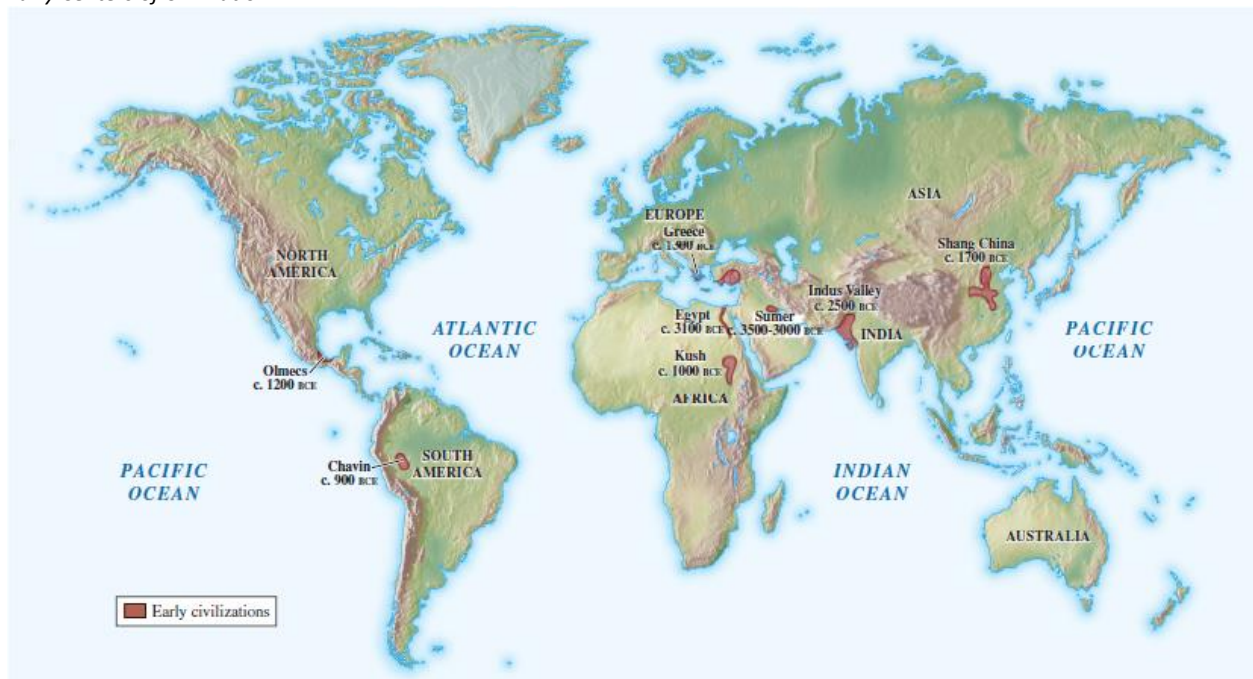 ASIA
EUROPE
Greece
c. 1900 BCE
Shang China
c. 1700 BCE
NORTH
AMERICA
Indus Valley
c. 2500 BCE
Egypt
c. 3100 BCE
Sumer
c. 3500-3000 BCE
INDIA
ATLANTIC
OCEAN
PACIFIC
OCEAN
Kush
c. 1000 BCE
Olmecs
c. 1200 BCE
AFRICA
Chavin
c. 900 BCE
SOUTH
AMERICA
PACIFIC
OCEAN
INDIAN
OCEAN
AUSTRALIA
Early civilizations